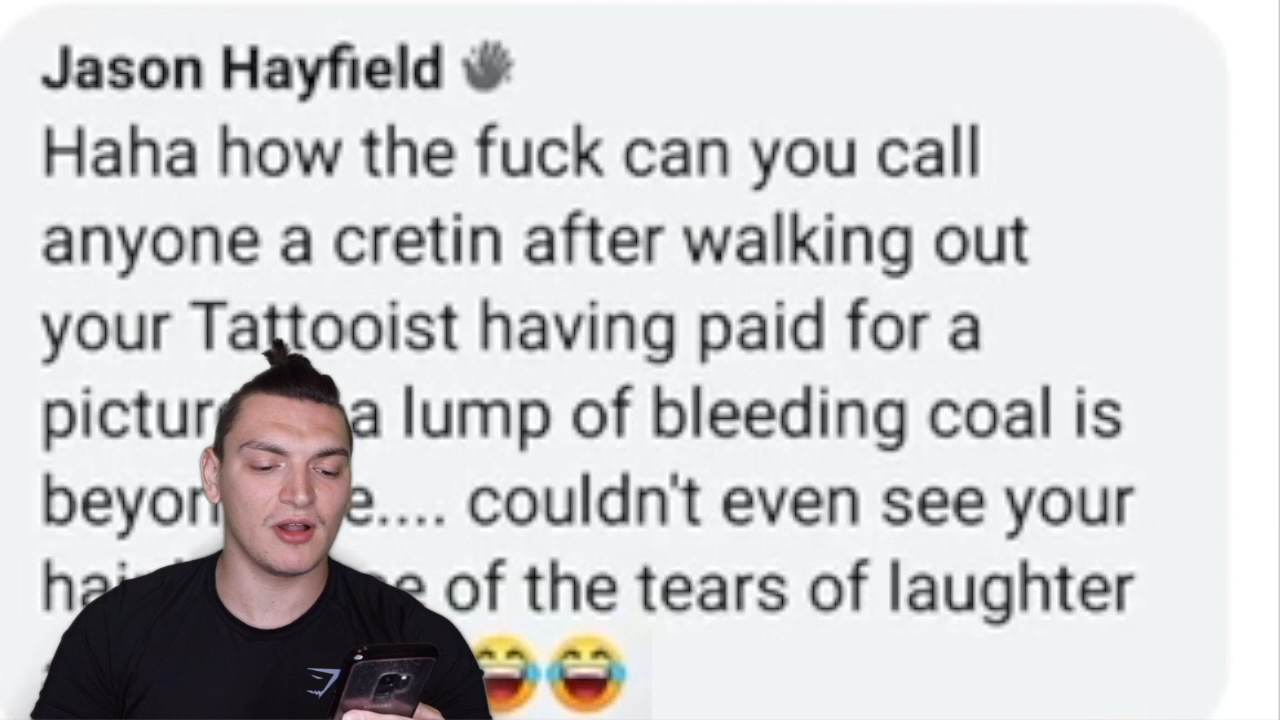 Jason Hayfield
Haha how the fuck can you call
anyone a cretin after walking out
your Tattooist having paid for a
a lump of bleeding coal is
couldn't even see your
of the tears of laughter